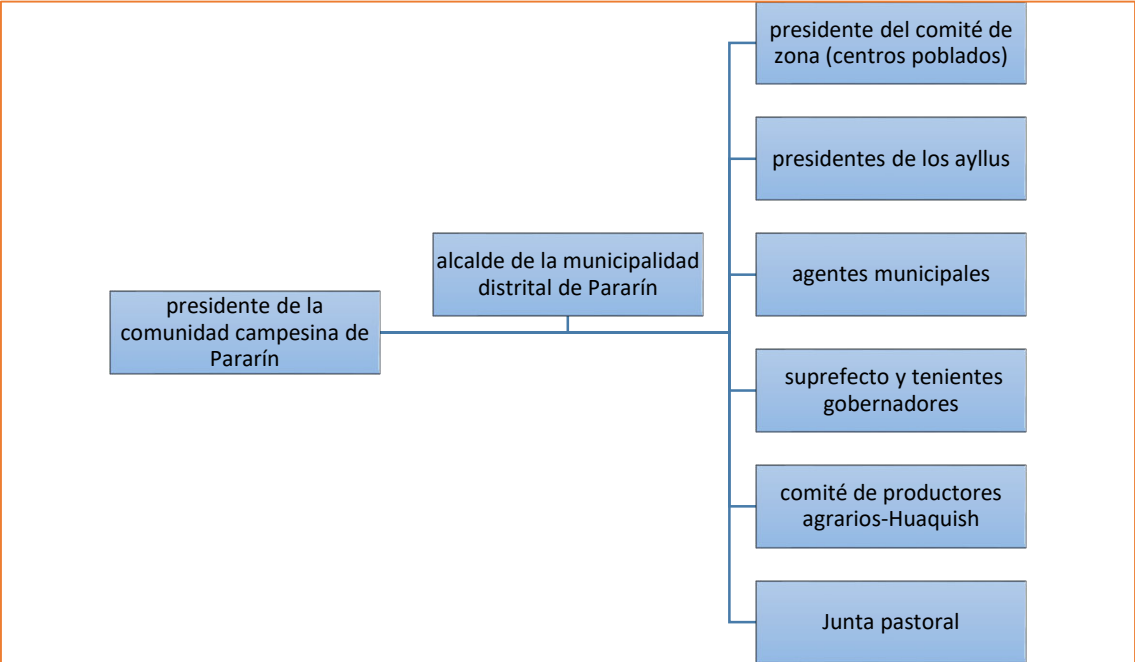 presidente de la
comunidad campesina de
Pararín
alcalde de la municipalidad
distrital de Pararín
presidente del comité de
zona (centros poblados)
presidentes de los ayllus
agentes municipales
suprefecto y tenientes
gobernadores
comité de productores
agrarios-Huaquish
Junta pastoral